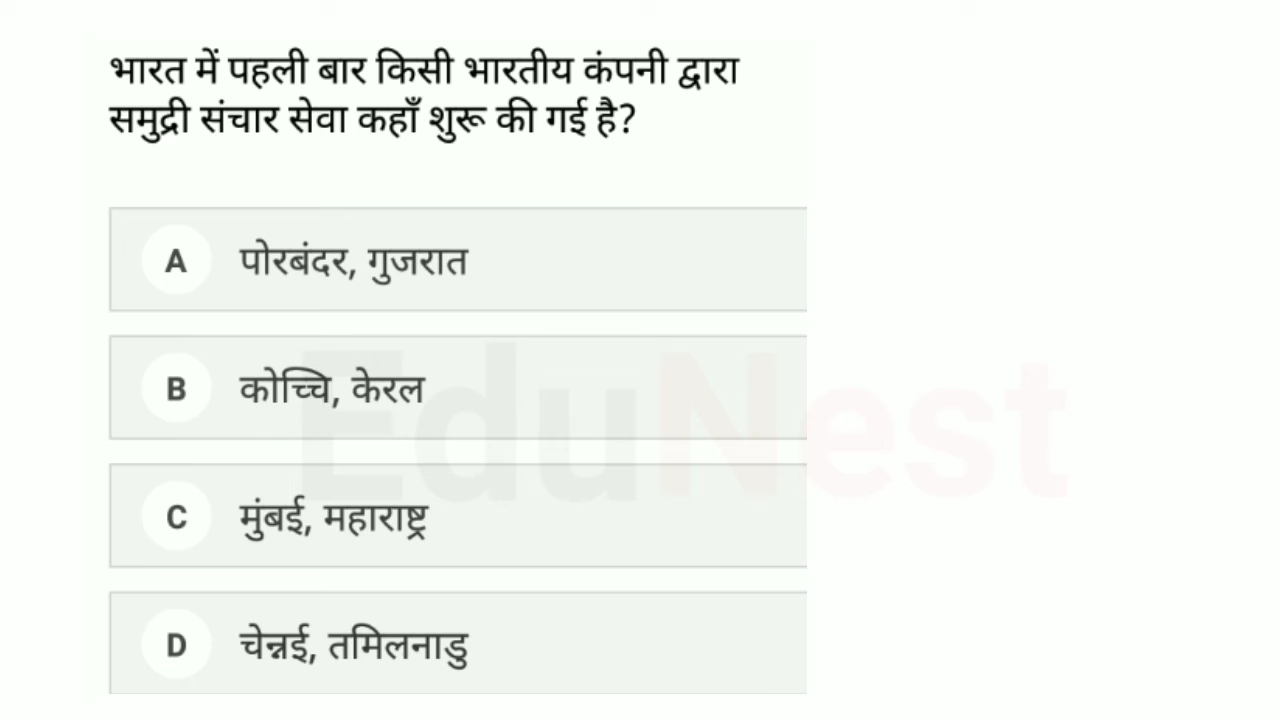 भारत में पहली बार किसी भारतीय कंपनी द्वारा
समुद्री संचार सेवा कहाँ शुरू की गई है?
A पोरबंदर, गुजरात
B कोच्चि, केरल
EduNest
C मुंबई, महाराष्ट्र
D चेन्नई, तमिलनाडु